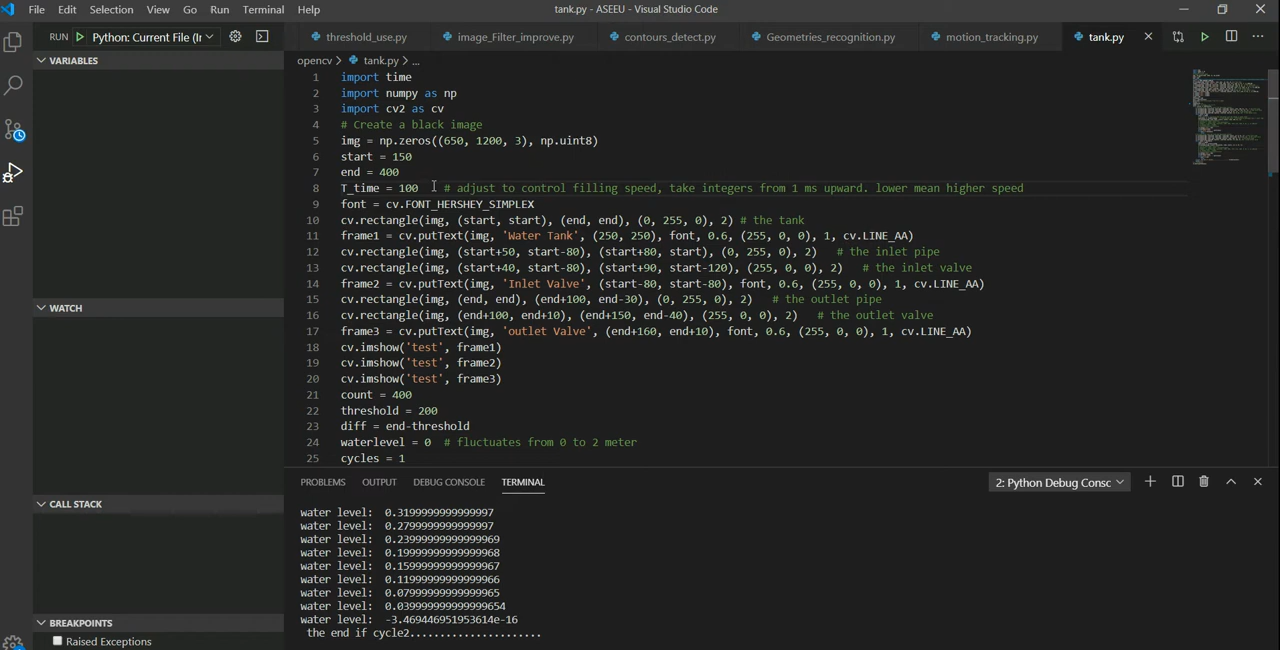 File Edit Selection View Go Run Terminal Help
tank.py - ASEEU - Visual Studio Code
RUN Python: Current File (Ir
threshold_use.py image_Filter_improve.py contours_detect.py Geometries_recognition.py motion_tracking.py tank.py
VARIABLES
WATCH
CALL STACK
BREAKPOINTS
Raised Exceptions
opencv > tank.py > ...
1 import time
2 import numpy as np
3 import cv2 as cv
4 # Create a black image
5 img = np.zeros((650, 1200, 3), np.uint8)
6 start = 150
7 end = 400
8 T_time = 100 # adjust to control filling speed, take integers from 1 ms upward. lower mean higher speed
9 font = cv.FONT_HERSHEY_SIMPLEX
10 cv.rectangle(img, (start, start), (end, end), (0, 255, 0), 2) # the tank
11 frame1 = cv.putText(img, 'Water Tank', (250, 250), font, 0.6, (255, 0, 0), 1, cv.LINE_AA)
12 cv.rectangle(img, (start+50, start-80), (start+80, start), (0, 255, 0), 2) # the inlet pipe
13 cv.rectangle(img, (start+40, start-80), (start+90, start-120), (255, 0, 0), 2) # the inlet valve
14 frame2 = cv.putText(img, 'Inlet Valve', (start-80, start-80), font, 0.6, (255, 0, 0), 1, cv.LINE_AA)
15 cv.rectangle(img, (end, end), (end+100, end-30), (0, 255, 0), 2) # the outlet pipe
16 cv.rectangle(img, (end+100, end+10), (end+150, end-40), (255, 0, 0), 2) # the outlet valve
17 frame3 = cv.putText(img, 'outlet Valve', (end+160, end+10), font, 0.6, (255, 0, 0), 1, cv.LINE_AA)
18 cv.imshow('test', frame1)
19 cv.imshow('test', frame2)
20 cv.imshow('test', frame3)
21 count = 400
22 threshold = 200
23 diff = end-threshold
24 waterlevel = 0 # fluctuates from 0 to 2 meter
25 cycles = 1
PROBLEMS OUTPUT DEBUG CONSOLE TERMINAL
2: Python Debug Consc
water level: 0.3199999999999997
water level: 0.2799999999999997
water level: 0.23999999999999969
water level: 0.19999999999999968
water level: 0.15999999999999967
water level: 0.11999999999999966
water level: 0.07999999999999965
water level: 0.039999999999999654
water level: -3.469446951953614e-16
the end if cycle2......................